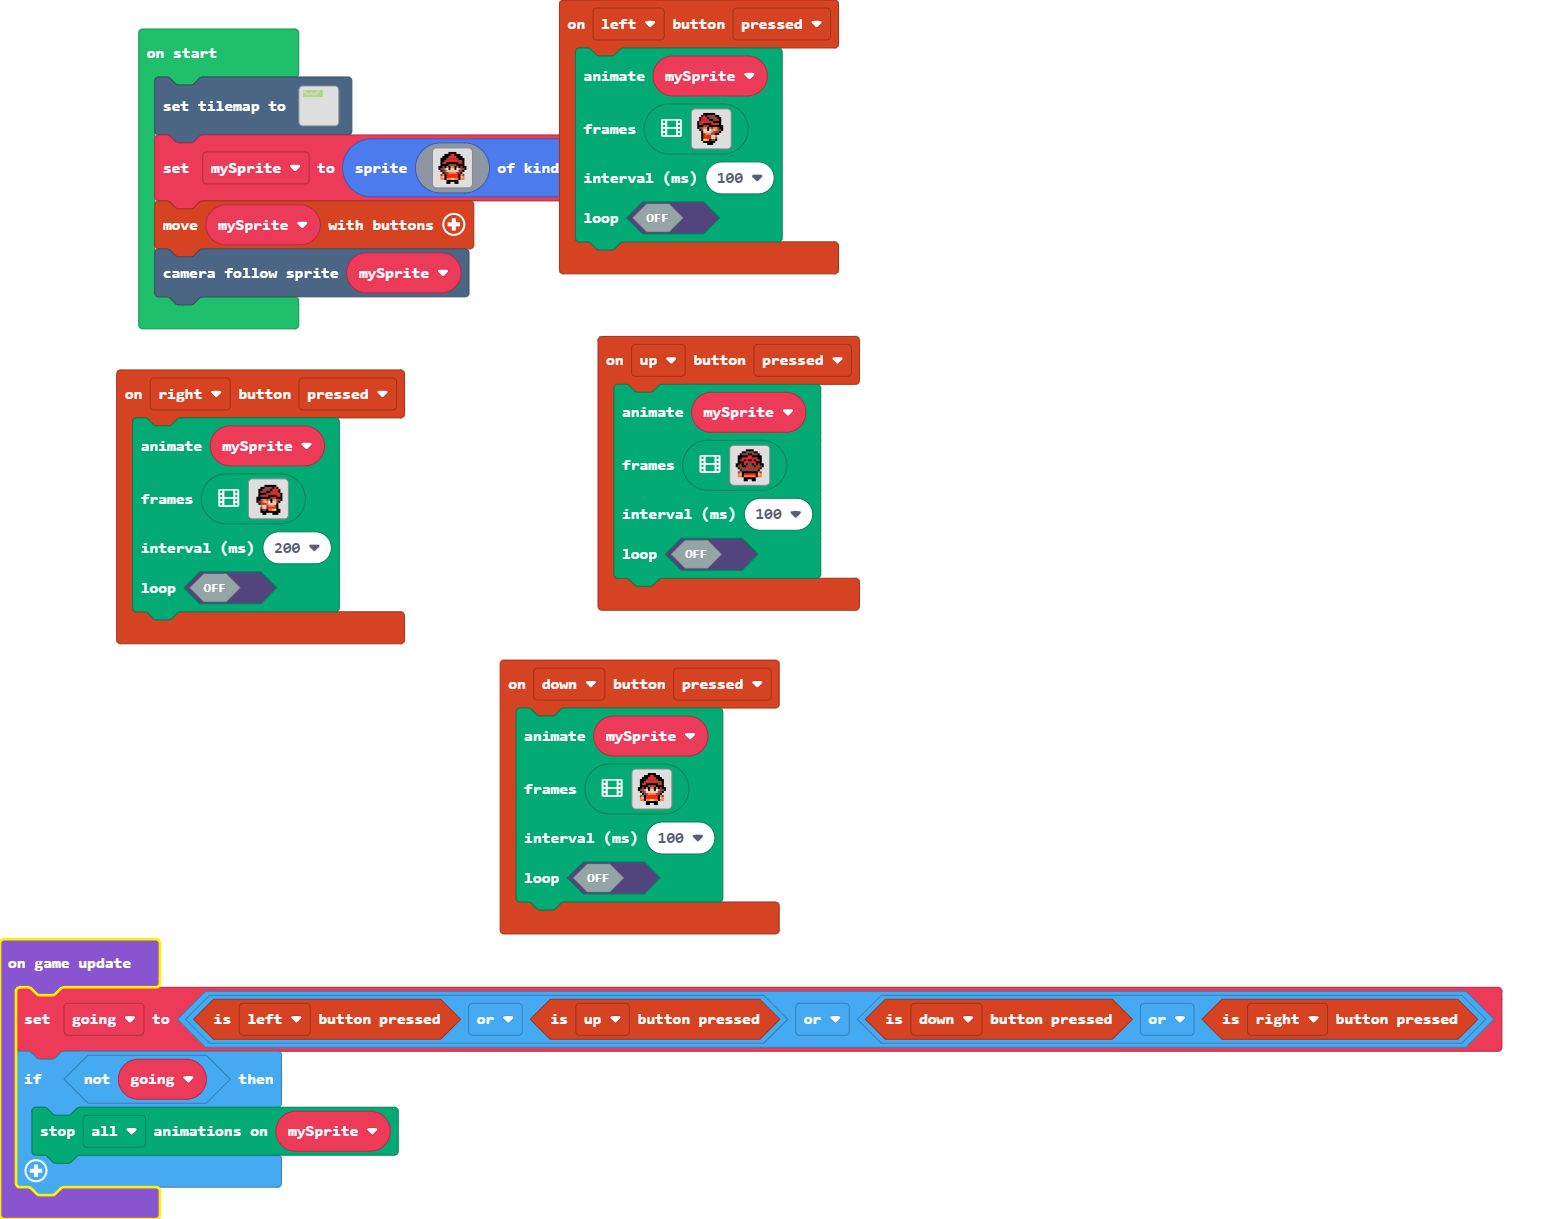 on start
set tilemap to
set mySprite to sprite of kind
move mySprite with buttons
camera follow sprite mySprite
on left button pressed
animate mySprite
frames
interval (ms) 100
loop OFF
on right button pressed
animate mySprite
frames
interval (ms) 200
loop OFF
on up button pressed
animate mySprite
frames
interval (ms) 100
loop OFF
on down button pressed
animate mySprite
frames
interval (ms) 100
loop OFF
on game update
set going to is left button pressed or is up button pressed or is down button pressed or is right button pressed
if not going then
stop all animations on mySprite